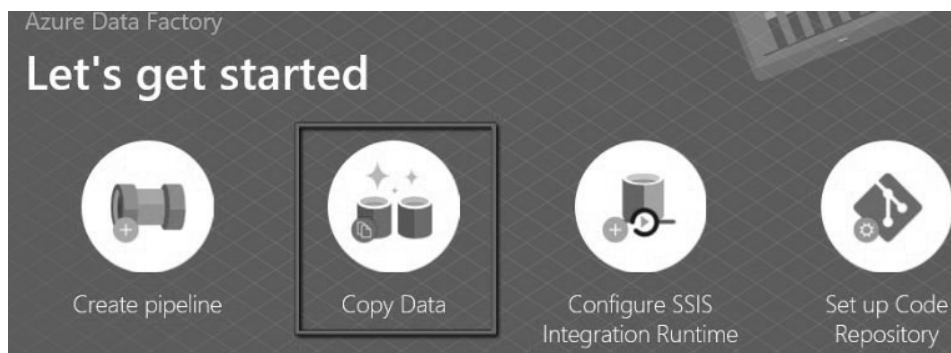 Azure Data Factory
Let's get started
Create pipeline
Copy Data
Configure SSIS
Integration Runtime
Set up Code
Repository